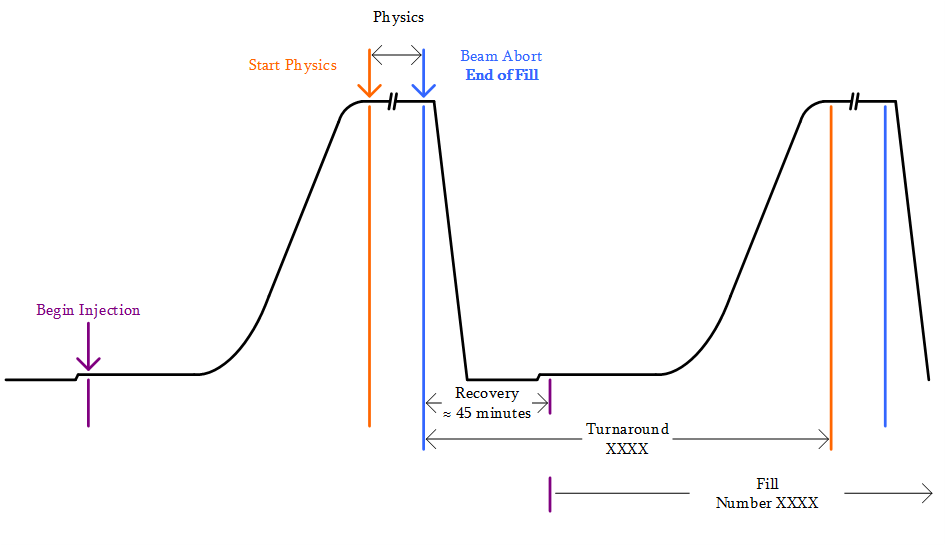 Physics
Start Physics
Beam Abort
End of Fill
Begin Injection
Recovery
≈ 45 minutes
Turnaround
XXXX
Fill
Number XXXX